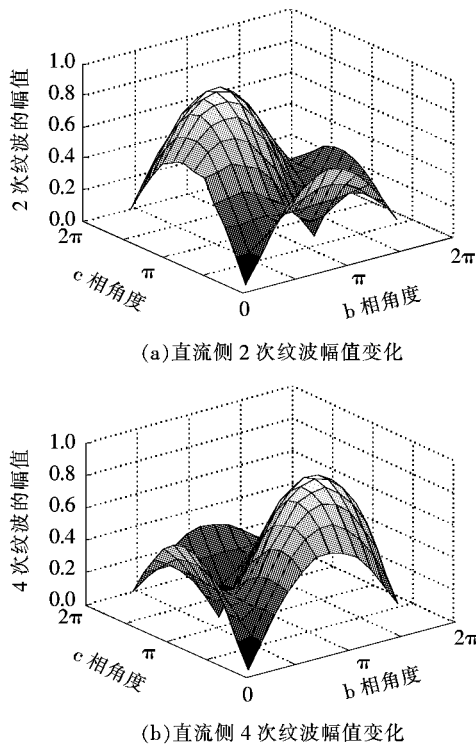 1.0
0.8
0.6
0.4
0.2
0.0
2 次纹波的幅值
2π
π
0
π
2π
c 相角度
b 相角度
(a)直流侧 2 次纹波幅值变化
1.0
0.8
0.6
0.4
0.2
0.0
4 次纹波的幅值
2π
π
0
π
2π
c 相角度
b 相角度
(b)直流侧 4 次纹波幅值变化